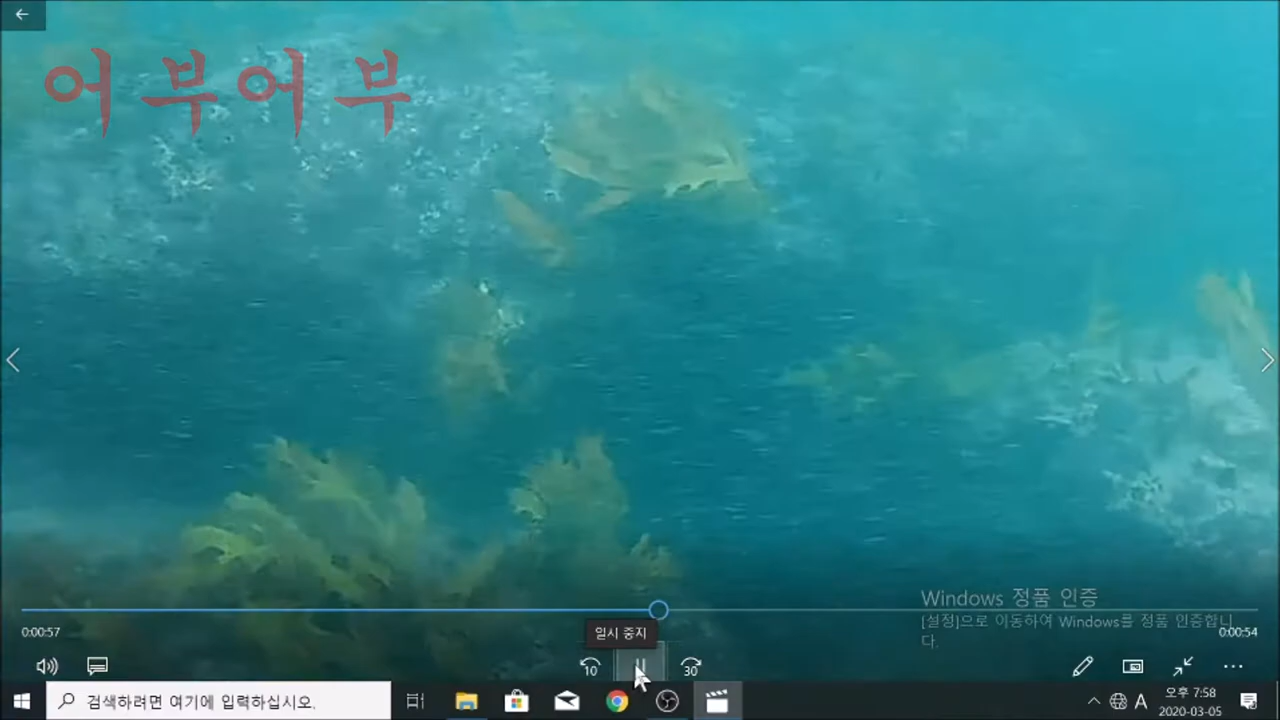 어부어부
Windows 정품 인증
[설정]으로 이동하여 Windows를 정품 인증합니
다.
0:00:57
일시 중지
0:00:54
10
30
검색하려면 여기에 입력하십시오.
A
오후 7:58
2020-03-05